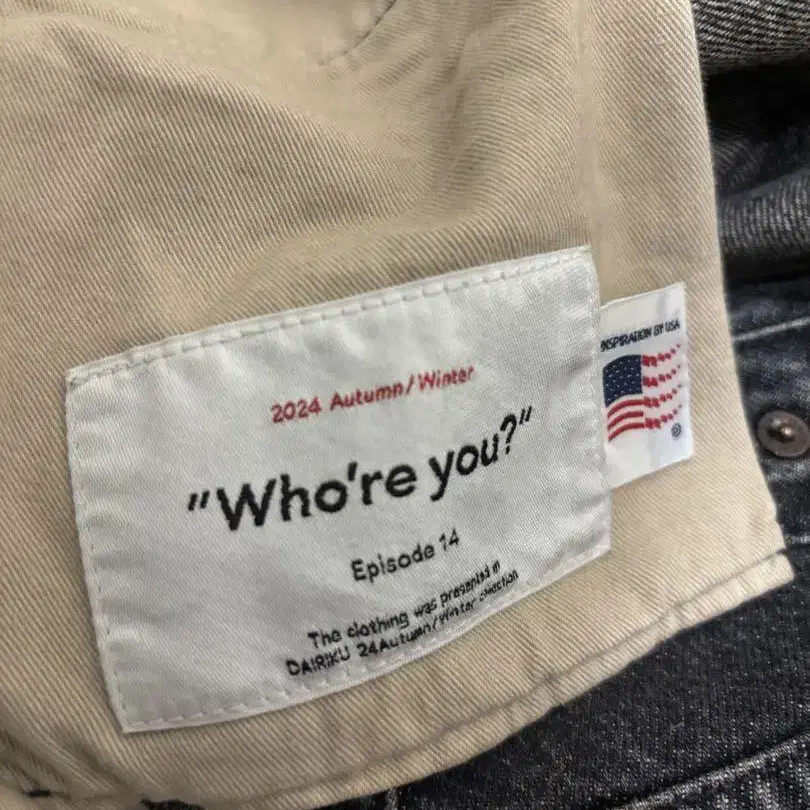 2024 Autumn/Winter
"Who're you?"
Episode 14
The clothing was presented in
DAIRIKU 24Autumn/Winter collection
INSPIRATION BY USA